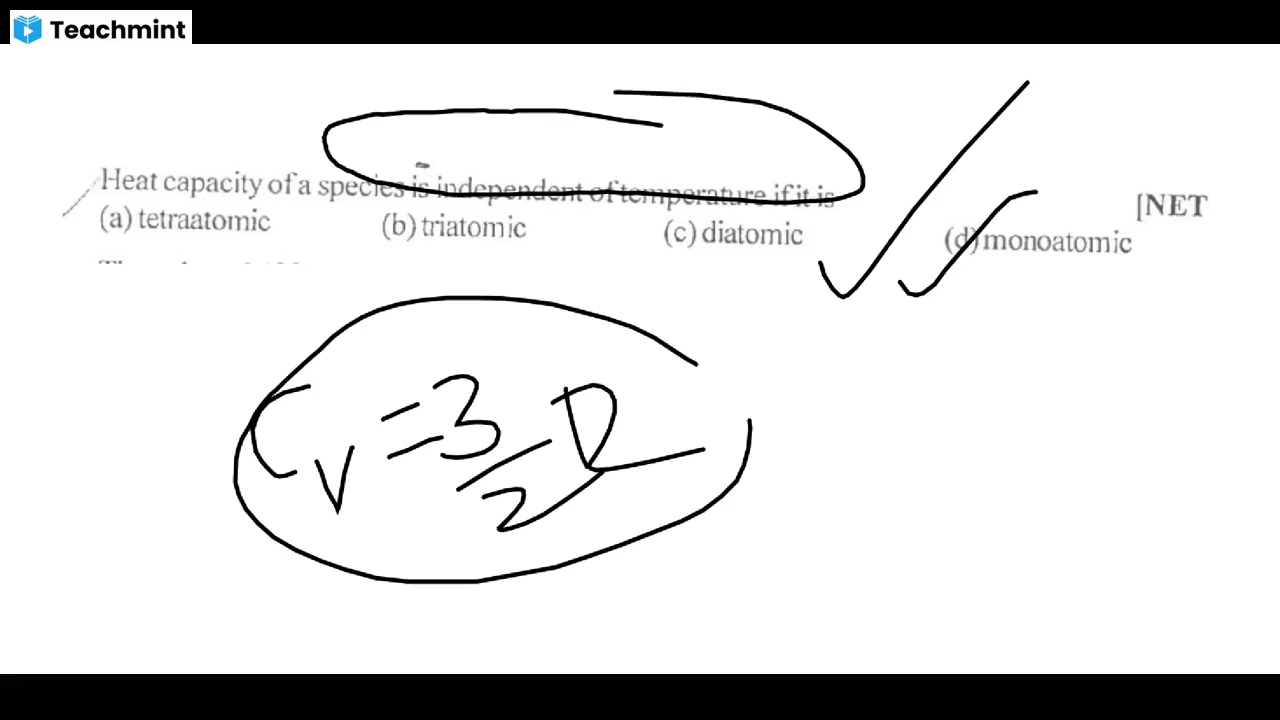 Teachmint
Heat capacity of a species is independent of temperature if it is
[NET
(a) tetraatomic (b) triatomic (c) diatomic (d) monoatomic
Cv = 3/2 R